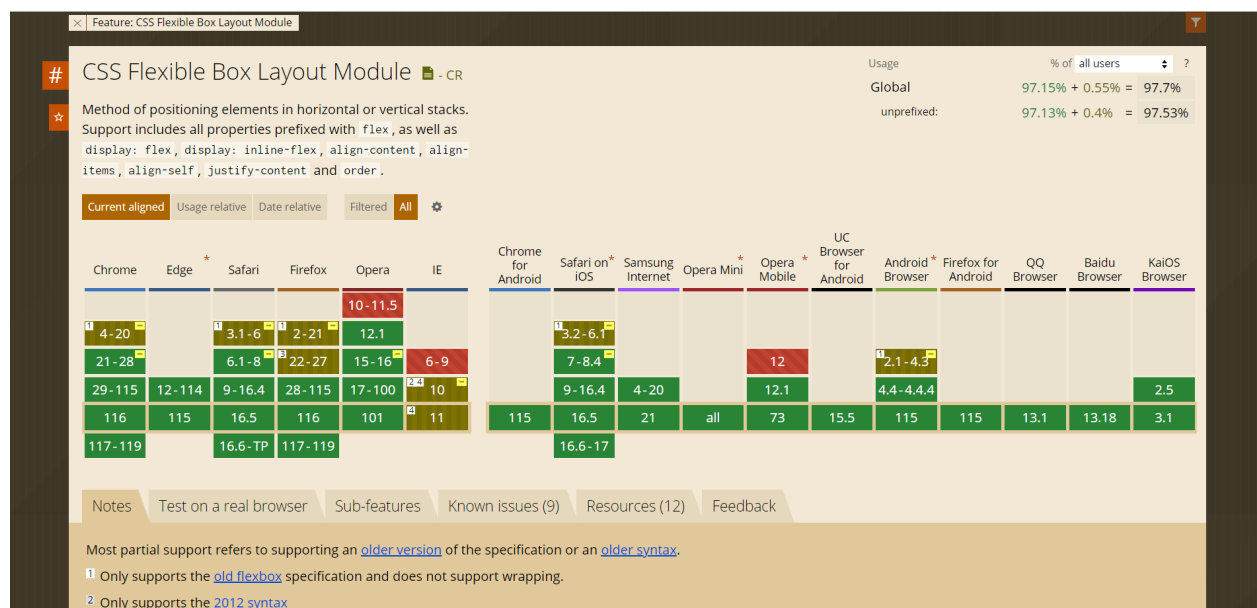 × Feature: CSS Flexible Box Layout Module
# CSS Flexible Box Layout Module - CR
Usage % of all users ?
Global 97.15% + 0.55% = 97.7%
unprefixed: 97.13% + 0.4% = 97.53%
Method of positioning elements in horizontal or vertical stacks.
Support includes all properties prefixed with flex, as well as
display: flex, display: inline-flex, align-content, align-
items, align-self, justify-content and order.
Current aligned Usage relative Date relative Filtered All
Chrome Edge * Safari Firefox Opera IE Chrome for Android Safari on iOS * Samsung Internet Opera Mini * Opera Mobile * UC Browser for Android Android Browser * Firefox for Android QQ Browser Baidu Browser KaiOS Browser
10-11.5
1 4-20 1 3.1-6 1 2-21 12.1 1 3.2-6.1
21-28 6.1-8 3 22-27 15-16 6-9 7-8.4 12 1 2.1-4.3
29-115 12-114 9-16.4 28-115 17-100 2 4 10 9-16.4 4-20 12.1 4.4-4.4.4 2.5
116 115 16.5 116 101 4 11 115 16.5 21 all 73 15.5 115 115 13.1 13.18 3.1
117-119 16.6-TP 117-119 16.6-17
Notes Test on a real browser Sub-features Known issues (9) Resources (12) Feedback
Most partial support refers to supporting an older version of the specification or an older syntax.
1 Only supports the old flexbox specification and does not support wrapping.
2 Only supports the 2012 syntax